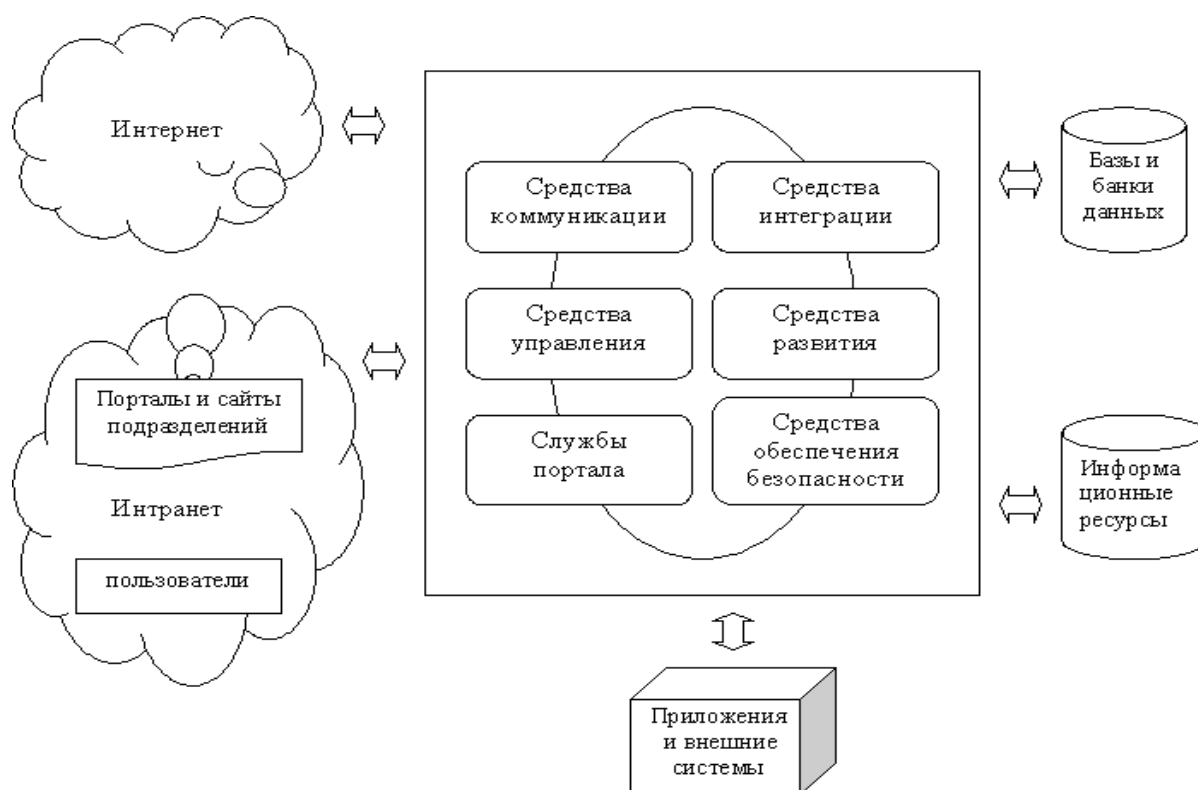 Интернет
Средства
коммуникации
Средства
интеграции
Базы и
банки
данных
Средства
управления
Средства
развития
Порталы и сайты
подразделений
Службы
портала
Средства
обеспечения
безопасности
Информа
ционные
ресурсы
Интранет
пользователи
Приложения
и внешние
системы